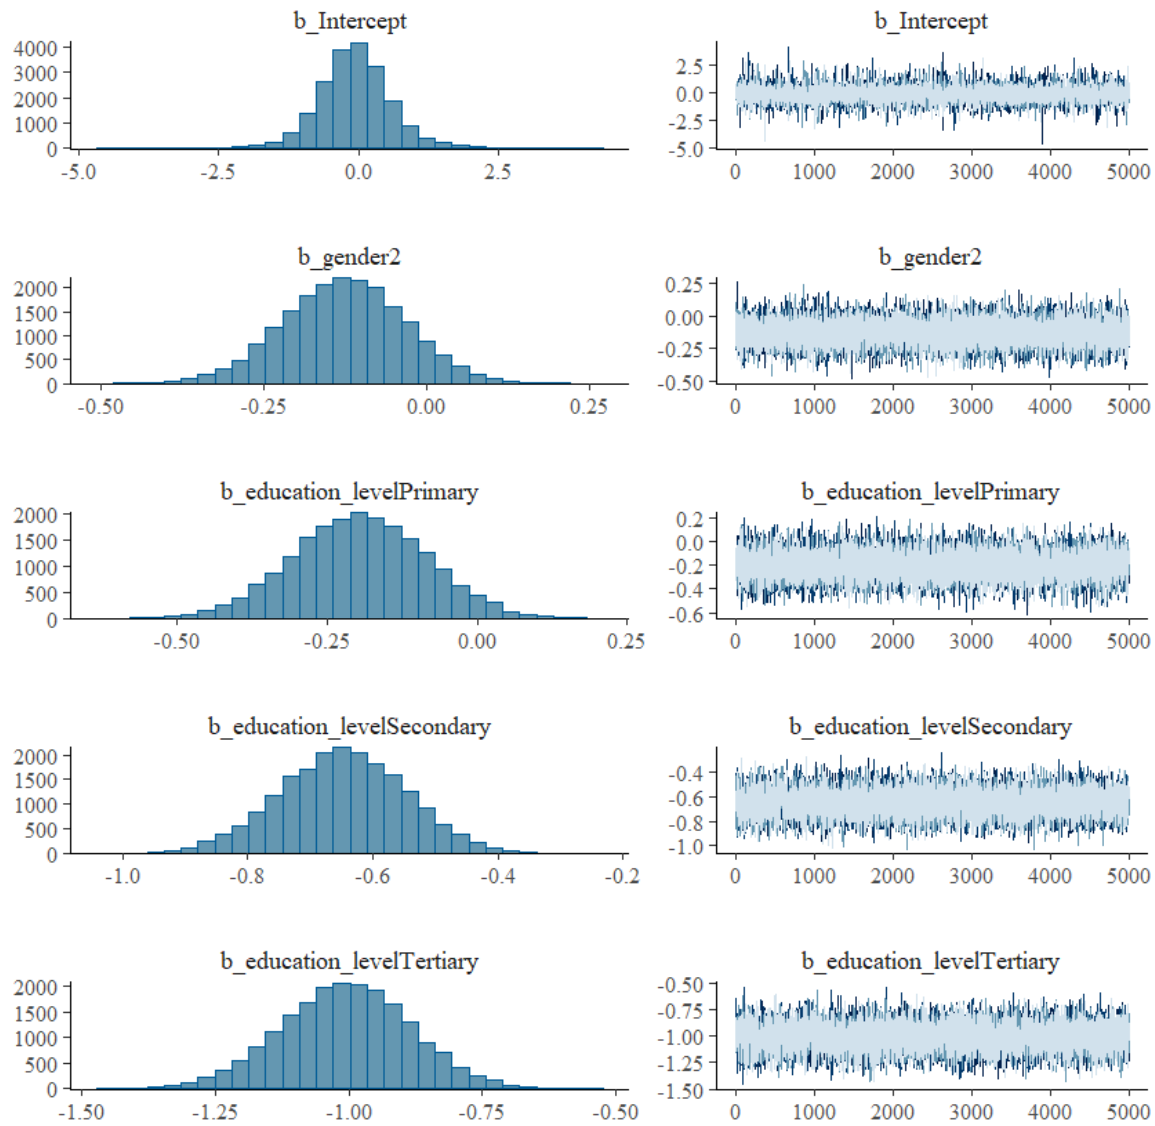 b_Intercept
4000
3000
2000
1000
0
-5.0 -2.5 0.0 2.5
b_Intercept
2.5
0.0
-2.5
-5.0
0 1000 2000 3000 4000 5000
b_gender2
2000
1500
1000
500
0
-0.50 -0.25 0.00 0.25
b_gender2
0.25
0.00
-0.25
-0.50
0 1000 2000 3000 4000 5000
b_education_levelPrimary
2000
1500
1000
500
0
-0.50 -0.25 0.00 0.25
b_education_levelPrimary
0.2
0.0
-0.2
-0.4
-0.6
0 1000 2000 3000 4000 5000
b_education_levelSecondary
2000
1500
1000
500
0
-1.0 -0.8 -0.6 -0.4 -0.2
b_education_levelSecondary
-0.4
-0.6
-0.8
-1.0
0 1000 2000 3000 4000 5000
b_education_levelTertiary
2000
1500
1000
500
0
-1.50 -1.25 -1.00 -0.75 -0.50
b_education_levelTertiary
-0.50
-0.75
-1.00
-1.25
-1.50
0 1000 2000 3000 4000 5000